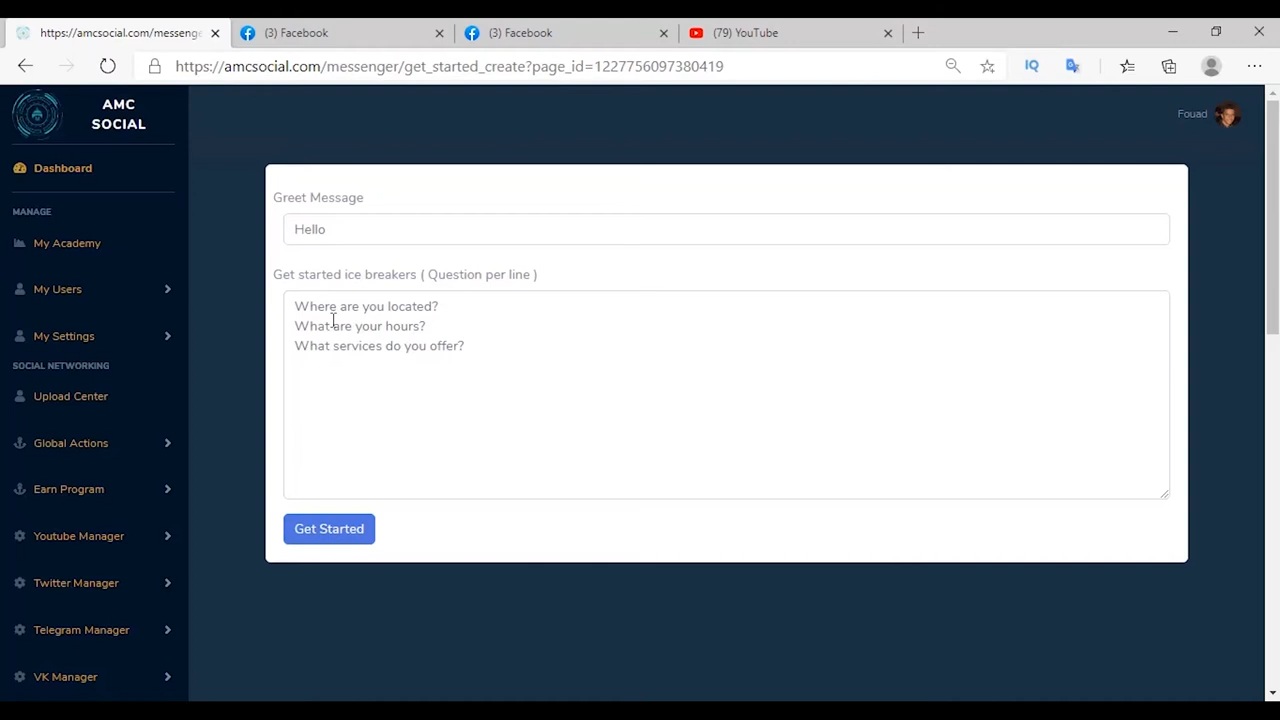 https://amcsocial.com/messenge
(3) Facebook
(3) Facebook
(79) YouTube
https://amcsocial.com/messenger/get_started_create?page_id=1227756097380419
IQ
AMC
SOCIAL
Fouad
Dashboard
MANAGE
My Academy
My Users
My Settings
SOCIAL NETWORKING
Upload Center
Global Actions
Earn Program
Youtube Manager
Twitter Manager
Telegram Manager
VK Manager
Greet Message
Hello
Get started ice breakers ( Question per line )
Where are you located?
What are your hours?
What services do you offer?
Get Started